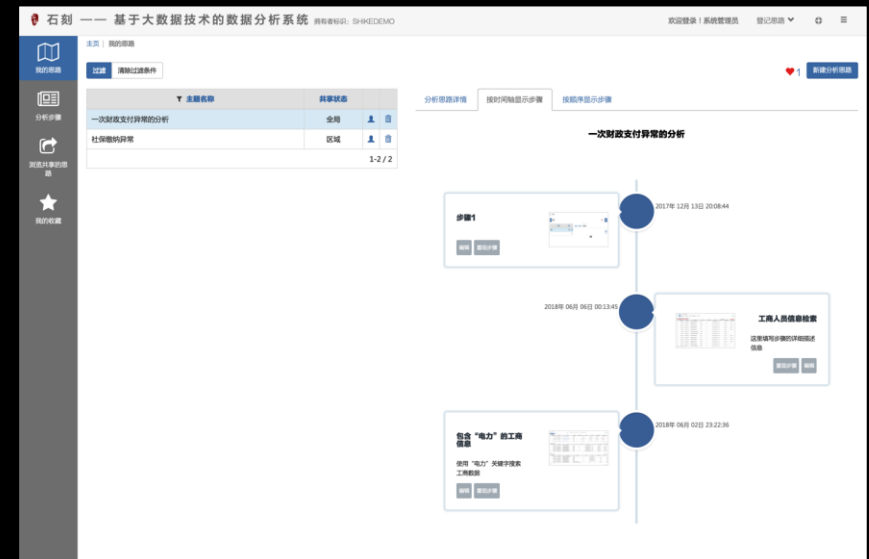 石刻 —— 基于大数据技术的数据分析系统 拥有者标识: SHIKEDEMO
欢迎登录！系统管理员 登记思路
主页 | 我的思路
我的思路
过滤 清除过滤条件
1 新建分析思路
主题名称 共享状态
一次财政支付异常的分析 全局
社保缴纳异常 区域
1-2 / 2
分析步骤
浏览共享的思
路
我的收藏
分析思路详情 按时间轴显示步骤 按顺序显示步骤
一次财政支付异常的分析
步骤1
编辑 重现步骤
2017年 12月 13日 20:08:44
2018年 06月 06日 00:13:45
工商人员信息检索
这里填写步骤的详细描述
信息
重现步骤 编辑
包含“电力”的工商
信息
使用“电力”关键字搜索
工商数据
编辑 重现步骤
2018年 06月 02日 23:22:36